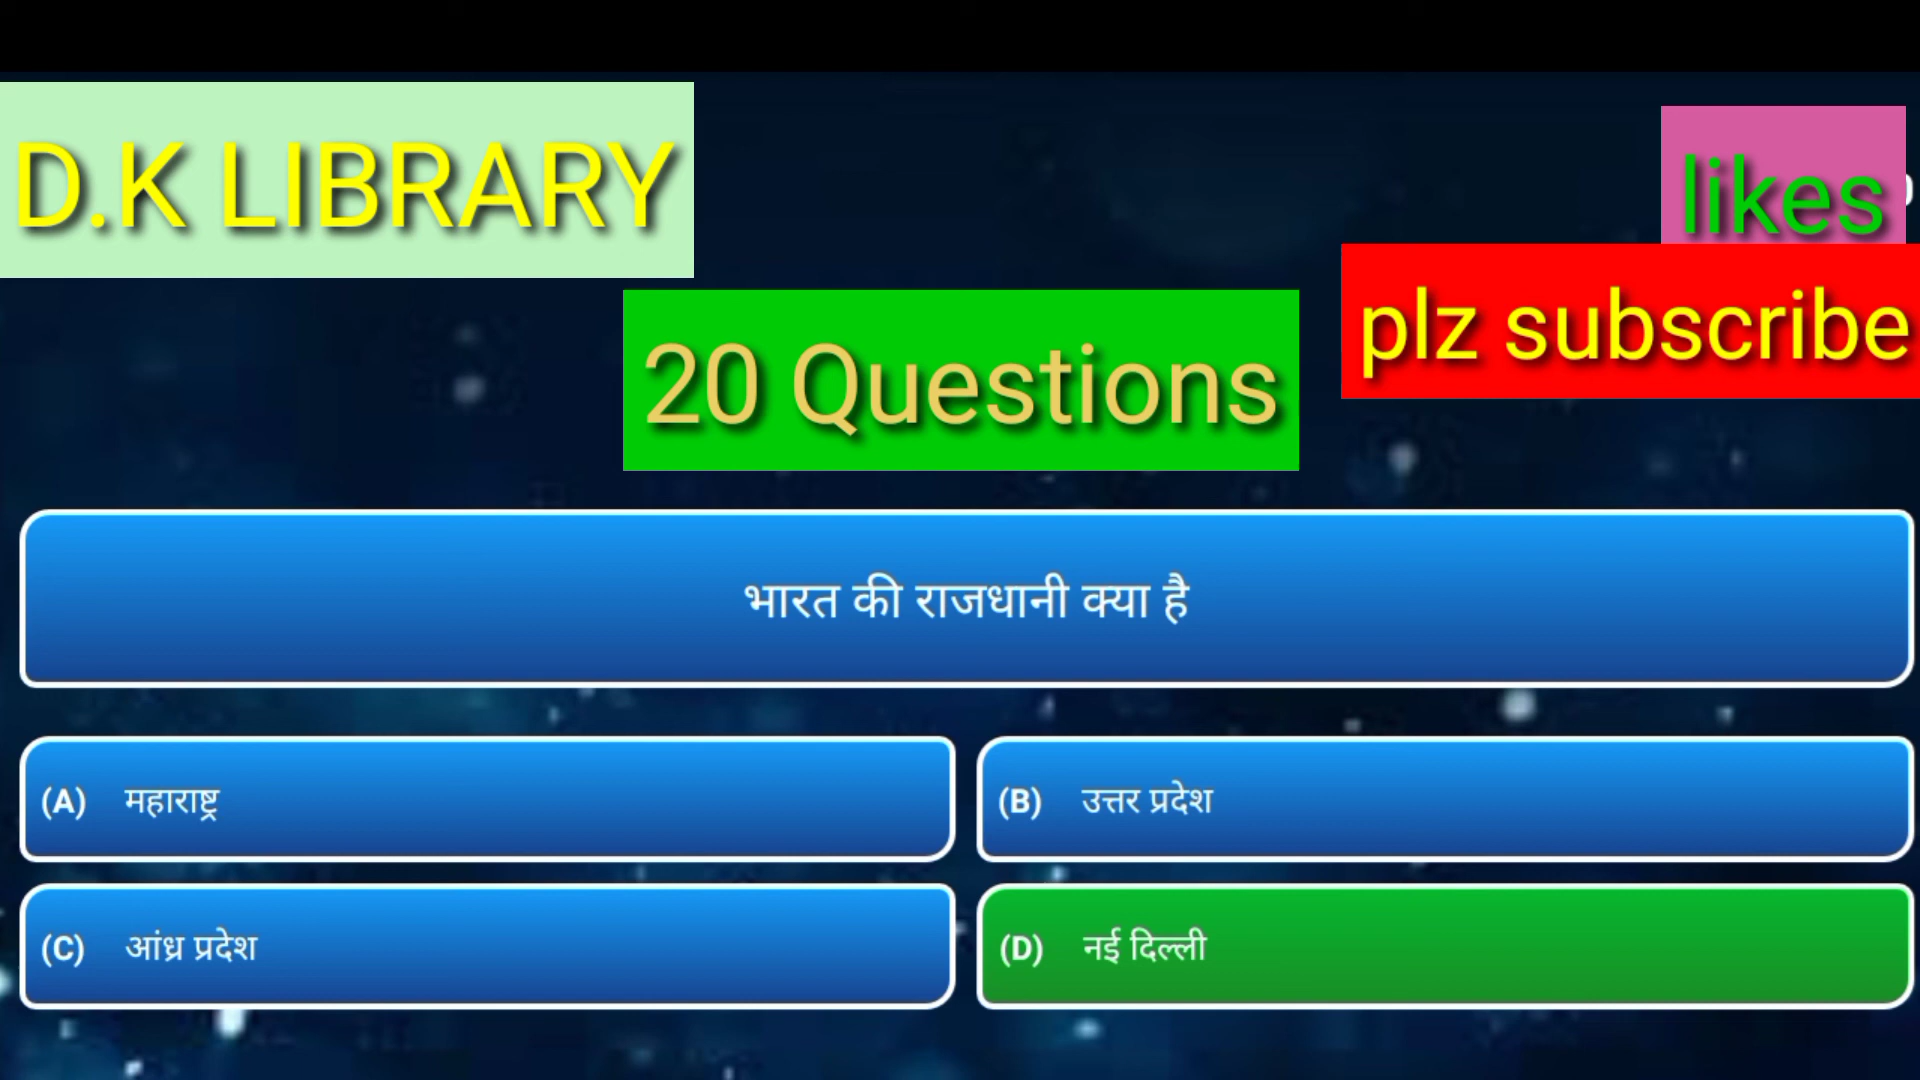 D.K LIBRARY
likes
plz subscribe
20 Questions
भारत की राजधानी क्या है
(A) महाराष्ट्र
(B) उत्तर प्रदेश
(C) आंध्र प्रदेश
(D) नई दिल्ली